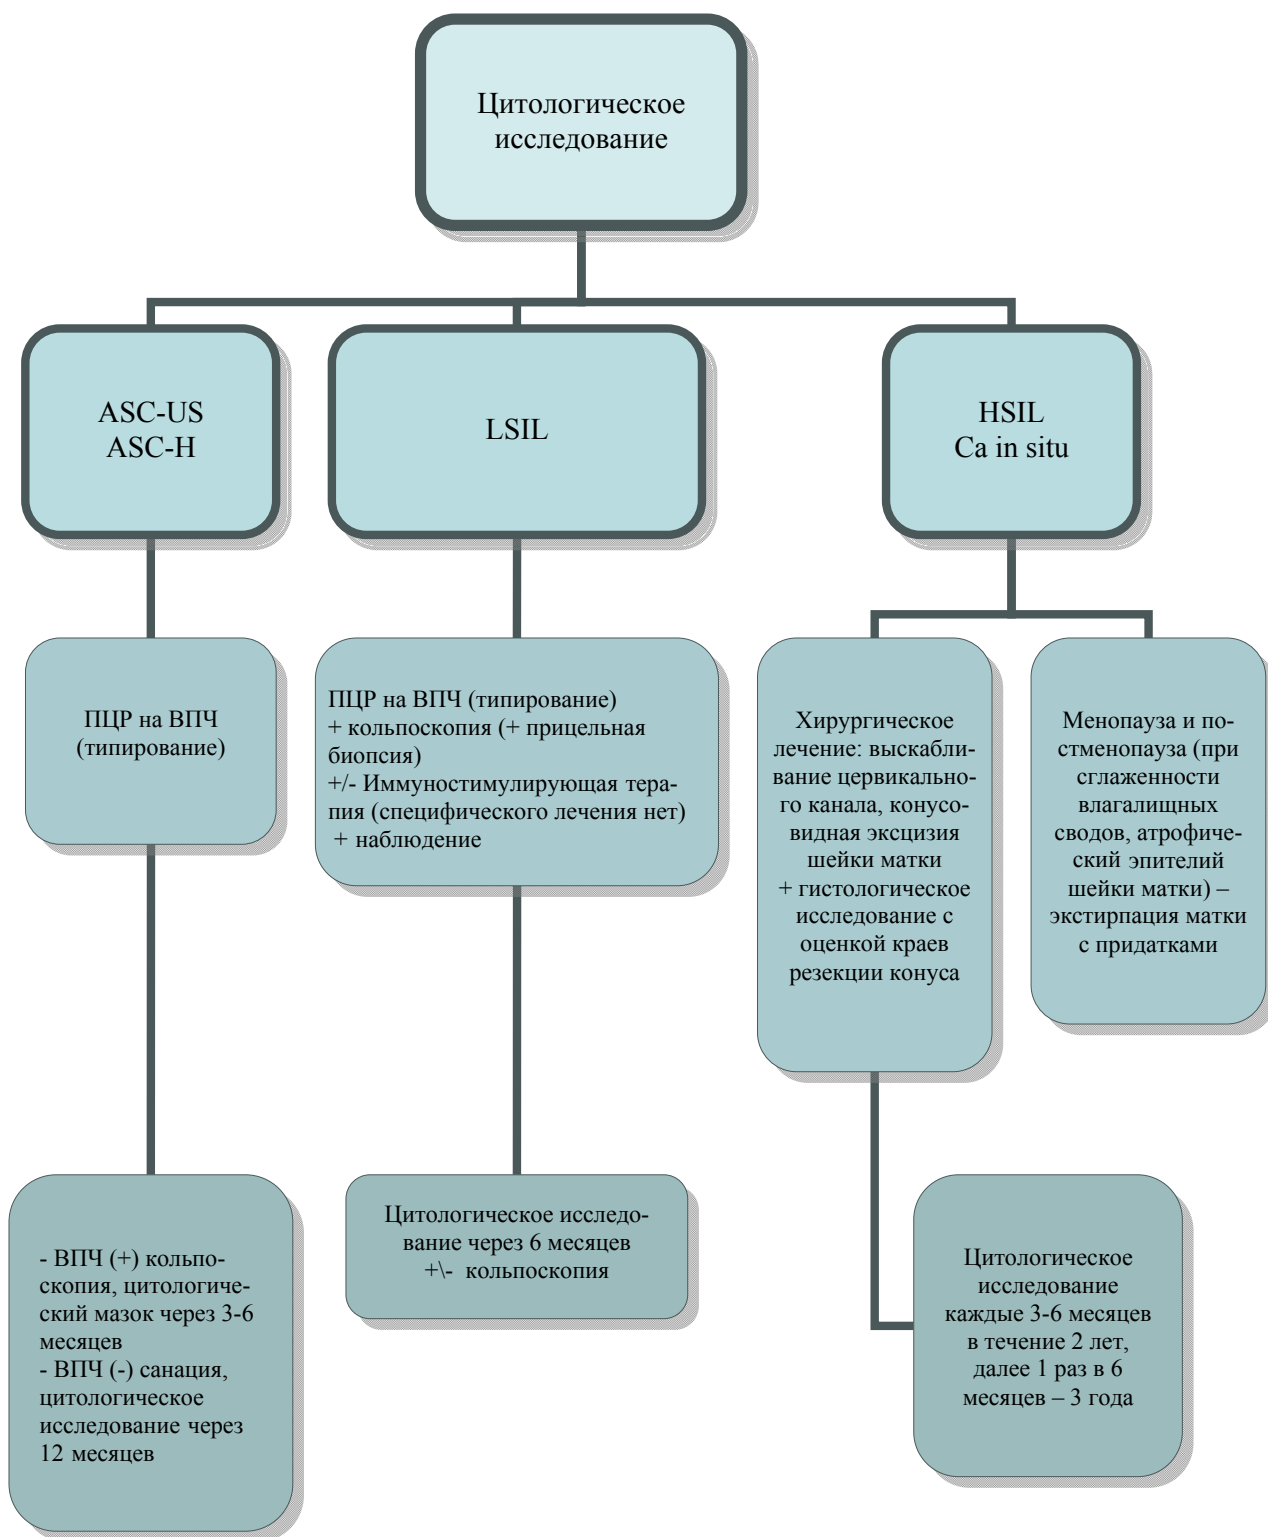 Цитологическое
исследование
ASC-US
ASC-H
LSIL
HSIL
Ca in situ
ПЦР на ВПЧ
(типирование)
ПЦР на ВПЧ (типирование)
+ кольпоскопия (+ прицельная
биопсия)
+/- Иммуностимулирующая тера-
пия (специфического лечения нет)
+ наблюдение
Хирургическое
лечение: выскабли-
вание цервикально-
го канала, конусо-
видная эксцизия
шейки матки
+ гистологическое
исследование с
оценкой краев
резекции конуса
Менопауза и по-
стменопауза (при
сглаженности
влагалищных
сводов, атрофиче-
ский эпителий
шейки матки) –
экстирпация матки
с придатками
- ВПЧ (+) кольпо-
скопия, цитологиче-
ский мазок через 3-6
месяцев
- ВПЧ (-) санация,
цитологическое
исследование через
12 месяцев
Цитологическое исследо-
вание через 6 месяцев
+\- кольпоскопия
Цитологическое
исследование
каждые 3-6 месяцев
в течение 2 лет,
далее 1 раз в 6
месяцев – 3 года